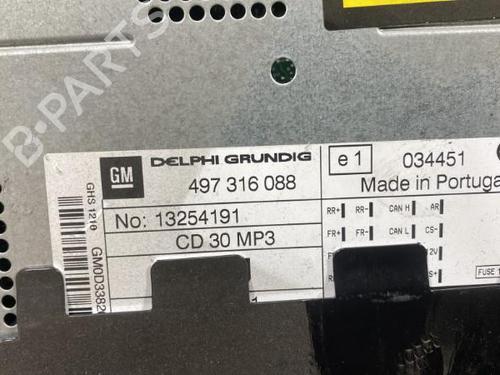 B-PARTS
GM DELPHI GRUNDIG
497 316 088
e 1 034451
Made in Portuga
No: 13254191
CD 30 MP3
RR+ RR- CAN H AR
FR+ FR- CAN L CS-
FUSE 1
GHS 1210
GM0D3382